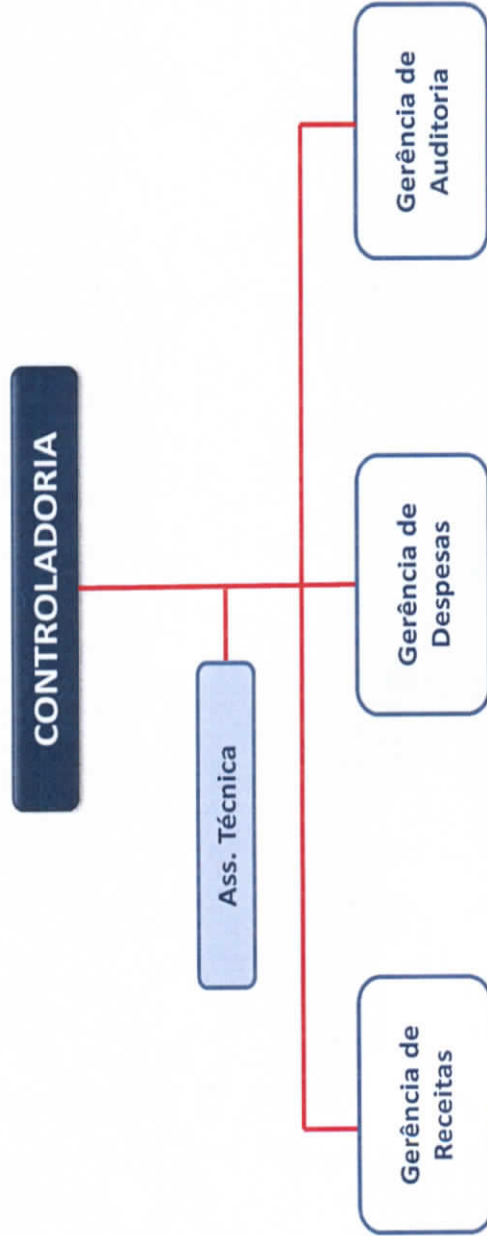 CONTROLADORIA
Ass. Técnica
Gerência de
Receitas
Gerência de
Despesas
Gerência de
Auditoria